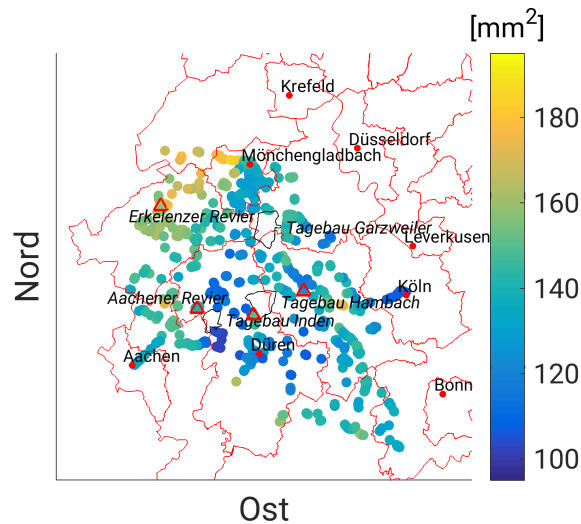 [mm²]
Krefeld
Düsseldorf
Mönchengladbach
Erkelenzer Revier
Tagebau Garzweiler
Leverkusen
Köln
Aachener Revier
Tagebau Hambach
Tagebau Inden
Düren
Aachen
Bonn
Nord
Ost
180
160
140
120
100